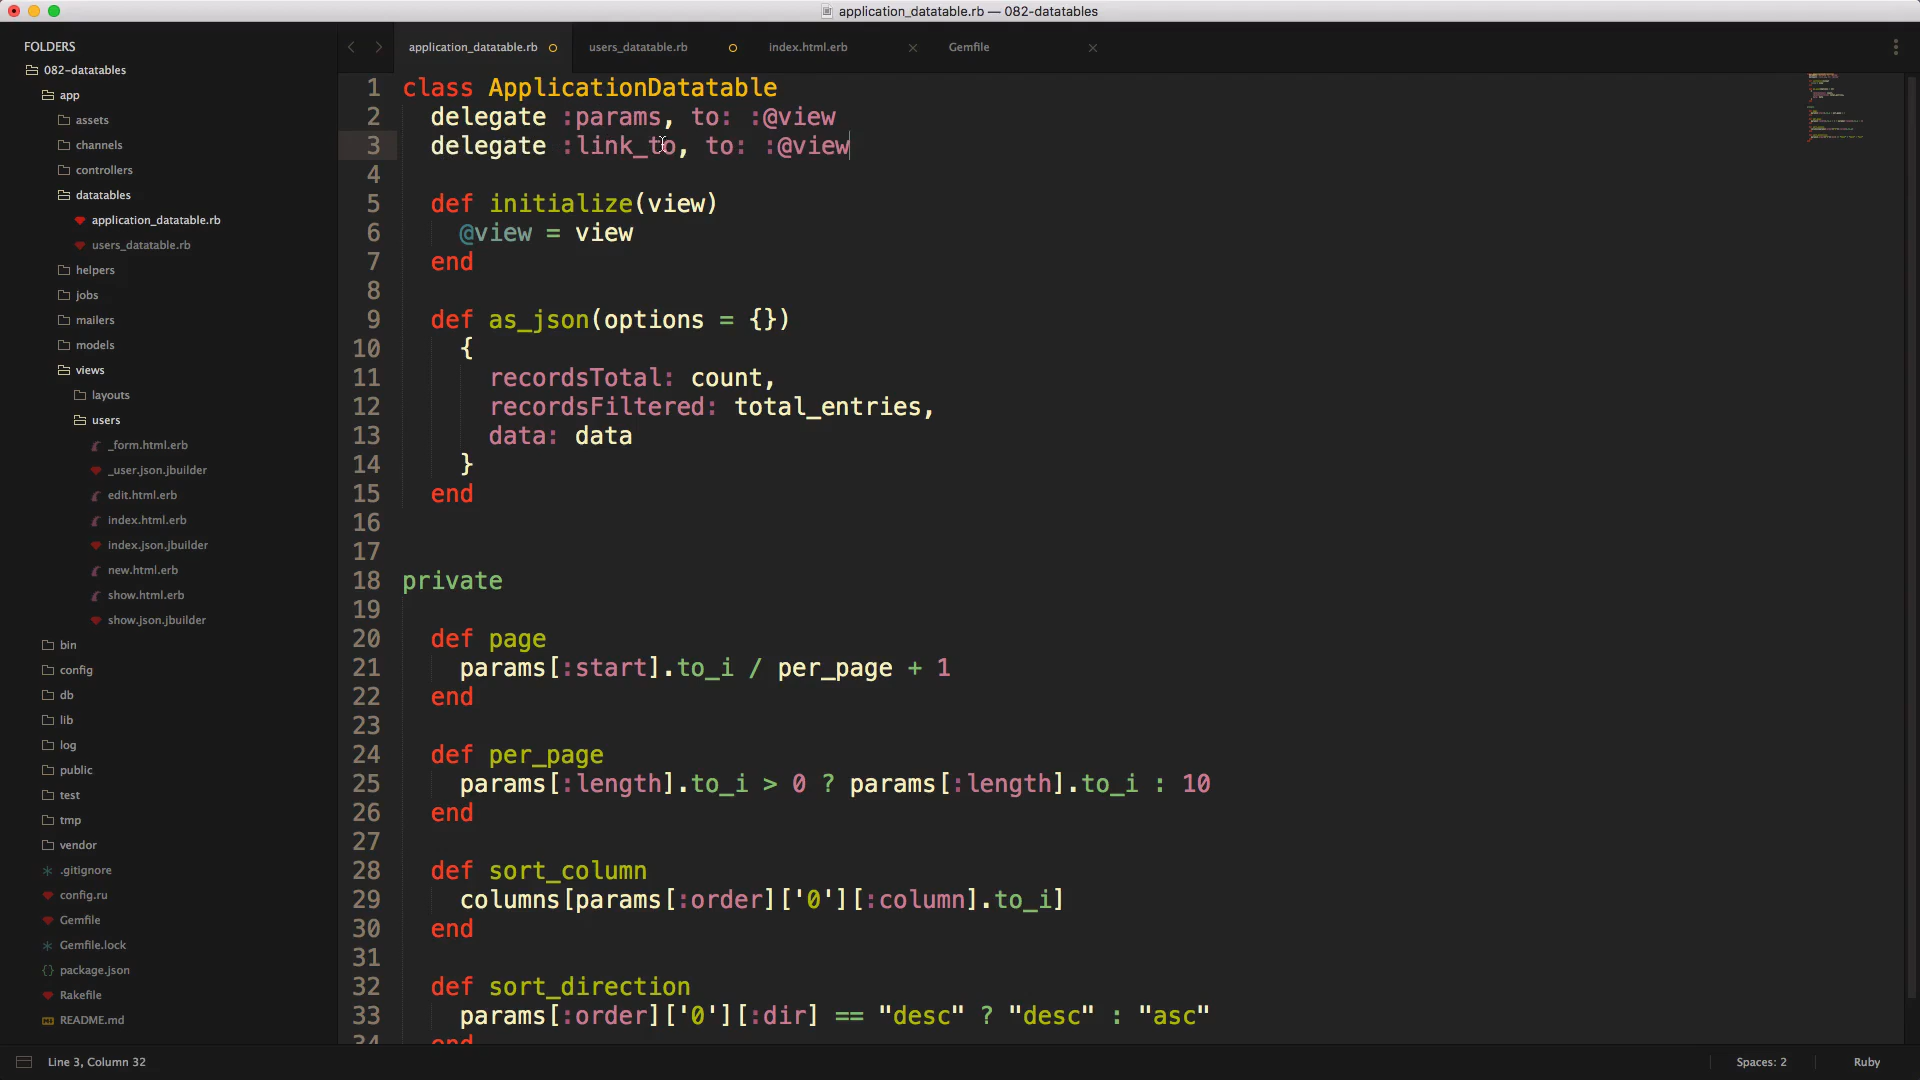 application_datatable.rb — 082-datatables
FOLDERS
082-datatables
app
assets
channels
controllers
datatables
application_datatable.rb
users_datatable.rb
helpers
jobs
mailers
models
views
layouts
users
_form.html.erb
_user.json.jbuilder
edit.html.erb
index.html.erb
index.json.jbuilder
new.html.erb
show.html.erb
show.json.jbuilder
bin
config
db
lib
log
public
test
tmp
vendor
.gitignore
config.ru
Gemfile
Gemfile.lock
package.json
Rakefile
README.md
application_datatable.rb users_datatable.rb index.html.erb Gemfile
1 class ApplicationDatatable
2 delegate :params, to: :@view
3 delegate :link_to, to: :@view
4
5 def initialize(view)
6 @view = view
7 end
8
9 def as_json(options = {})
10 {
11 recordsTotal: count,
12 recordsFiltered: total_entries,
13 data: data
14 }
15 end
16
17
18 private
19
20 def page
21 params[:start].to_i / per_page + 1
22 end
23
24 def per_page
25 params[:length].to_i > 0 ? params[:length].to_i : 10
26 end
27
28 def sort_column
29 columns[params[:order]['0'][:column].to_i]
30 end
31
32 def sort_direction
33 params[:order]['0'][:dir] == "desc" ? "desc" : "asc"
34 end
Line 3, Column 32 Spaces: 2 Ruby